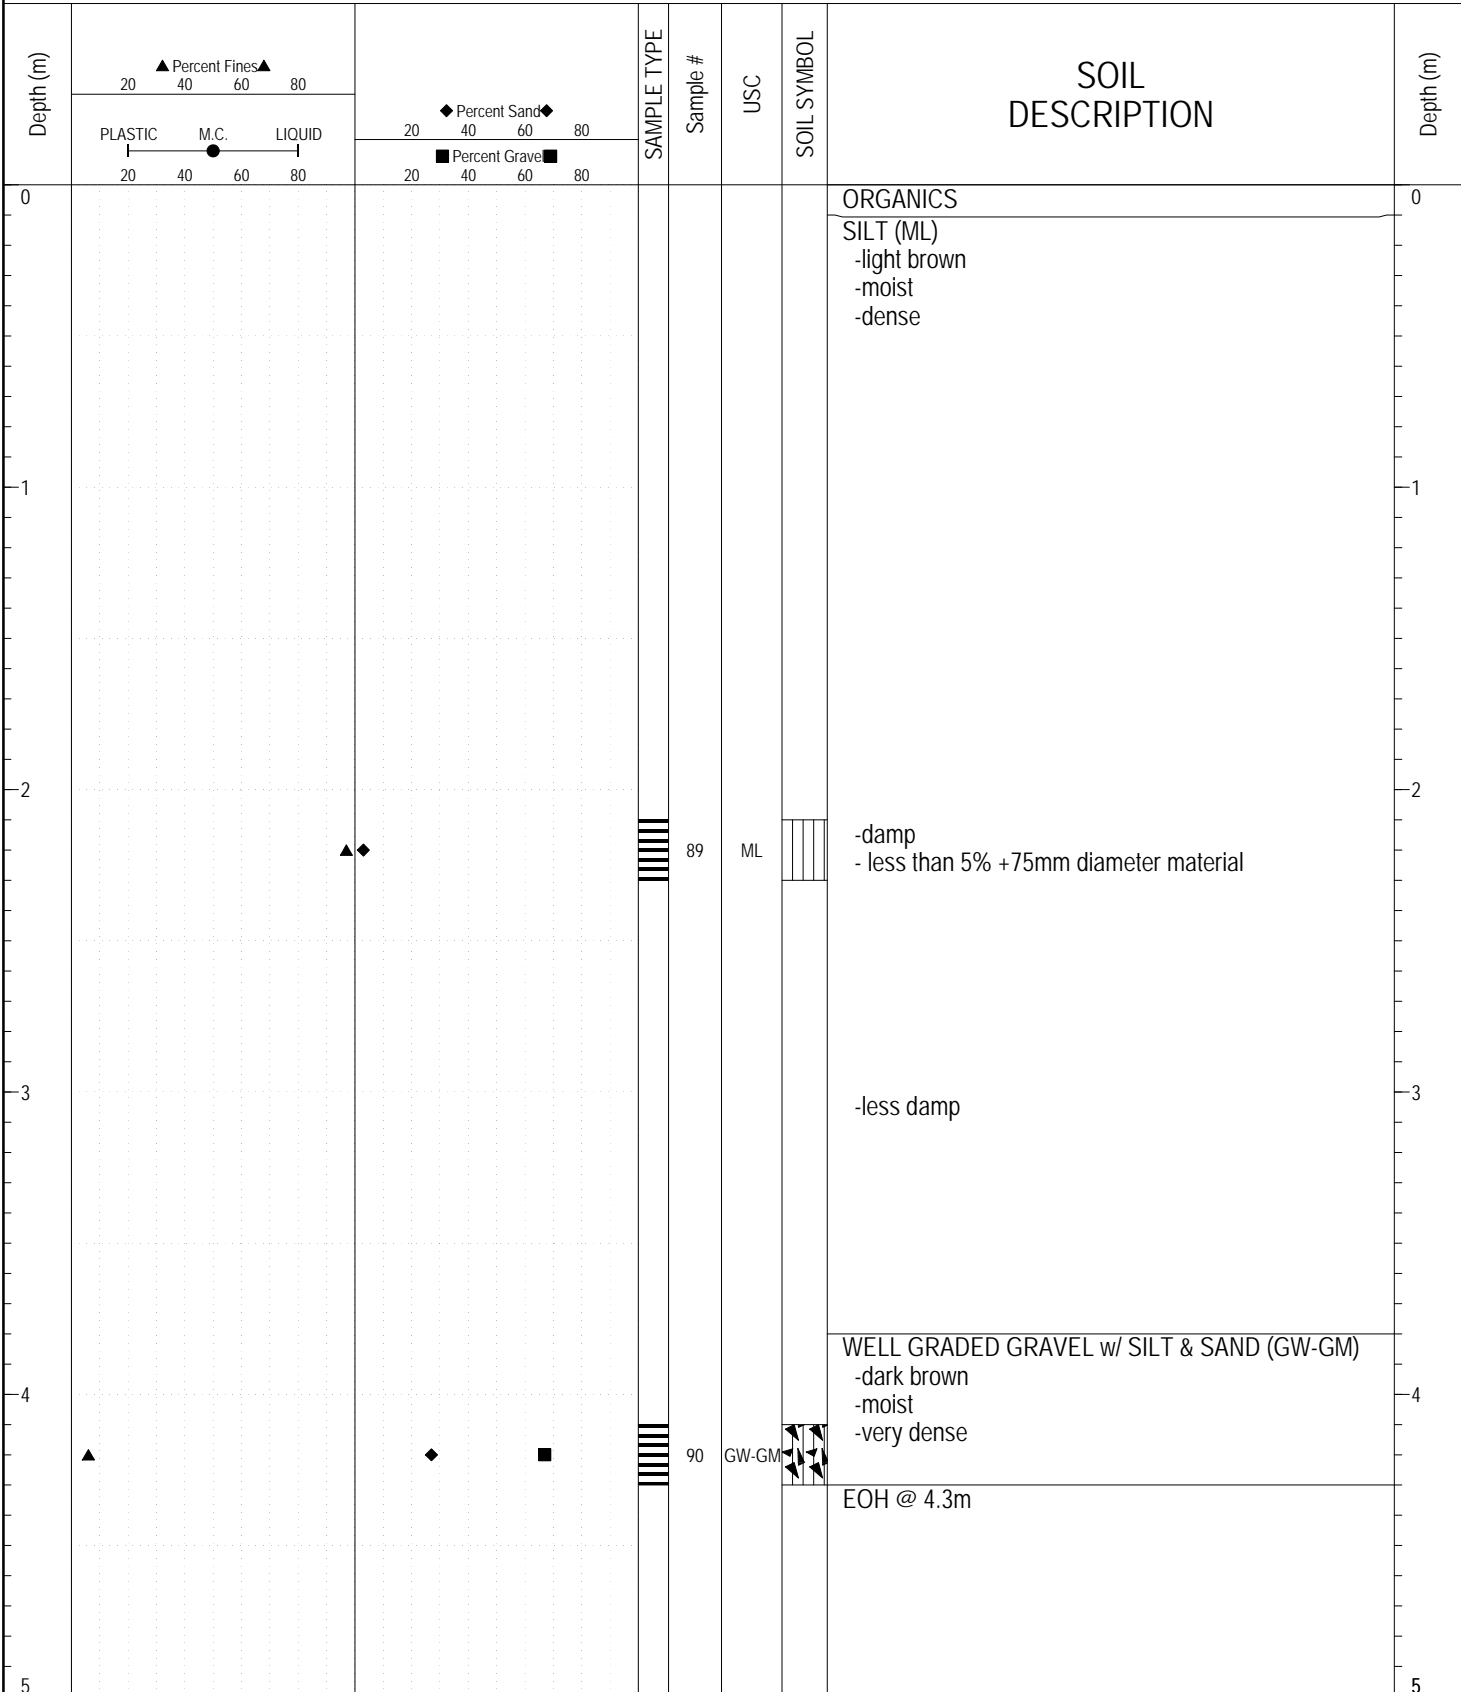 Depth (m)
▲ Percent Fines ▲
20 40 60 80
PLASTIC M.C. LIQUID
20 40 60 80
◆ Percent Sand ◆
20 40 60 80
■ Percent Gravel ■
20 40 60 80
SAMPLE TYPE
Sample #
USC
SOIL SYMBOL
SOIL
DESCRIPTION
Depth (m)
0 ORGANICS 0
SILT (ML)
-light brown
-moist
-dense
1 1
2 2
89 ML
-damp
- less than 5% +75mm diameter material
3 3
-less damp
WELL GRADED GRAVEL w/ SILT & SAND (GW-GM)
-dark brown
4 4
-moist
-very dense
90 GW-GM
EOH @ 4.3m
5 5